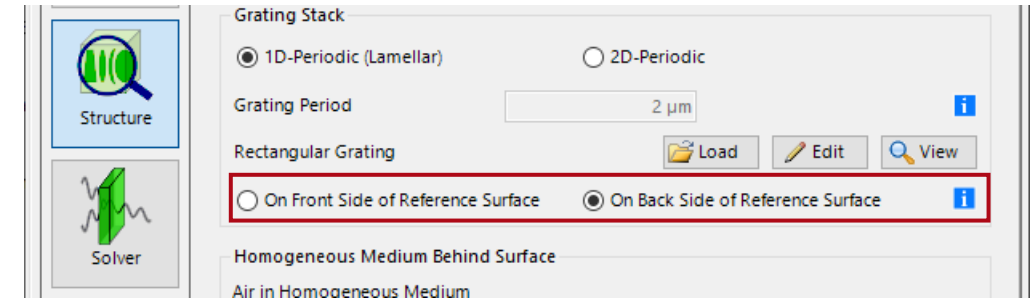 Grating Stack
1D-Periodic (Lamellar) 2D-Periodic
Grating Period 2 µm
Structure
Rectangular Grating Load Edit View
On Front Side of Reference Surface On Back Side of Reference Surface
Solver
Homogeneous Medium Behind Surface
Air in Homogeneous Medium